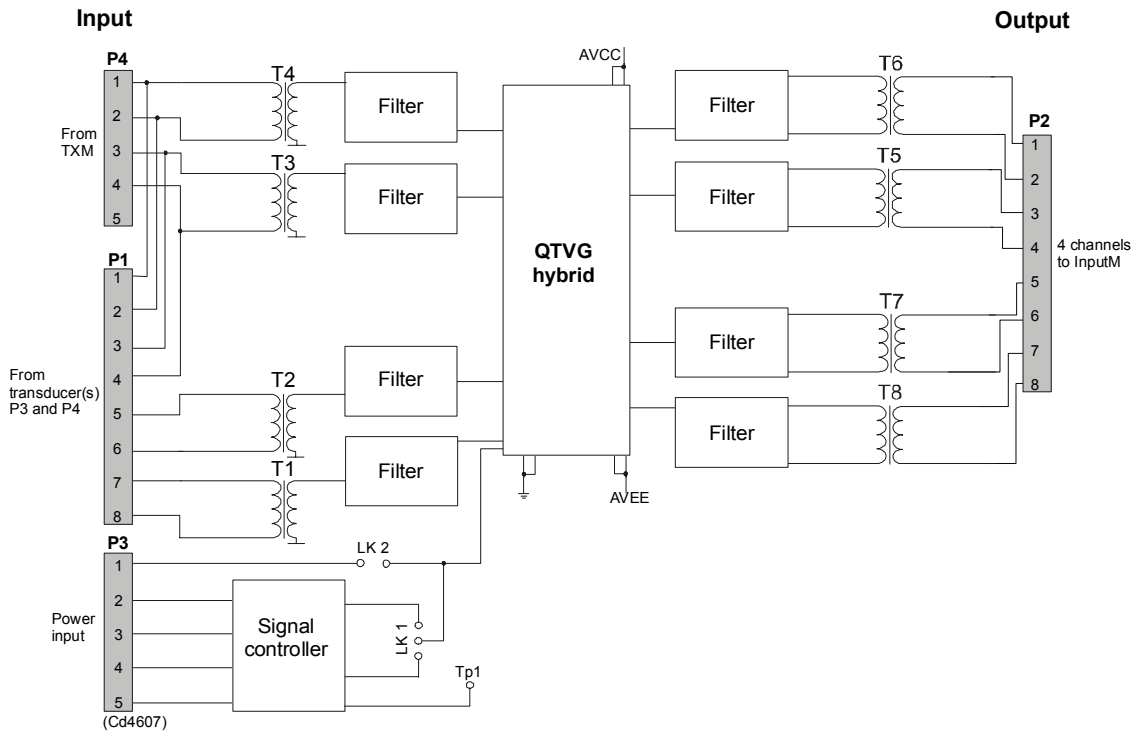 Input
Output
P4
1
2
3
4
5
From
TXM
P1
1
2
3
4
5
6
7
8
From
transducer(s)
P3 and P4
P3
1
2
3
4
5
(Cd4607)
Power
input
T4
T3
T2
T1
Filter
Filter
Filter
Filter
LK 2
LK 1
Signal
controller
Tp1
AVCC
QTVG
hybrid
AVEE
Filter
Filter
Filter
Filter
T6
T5
T7
T8
P2
1
2
3
4
5
6
7
8
4 channels
to InputM